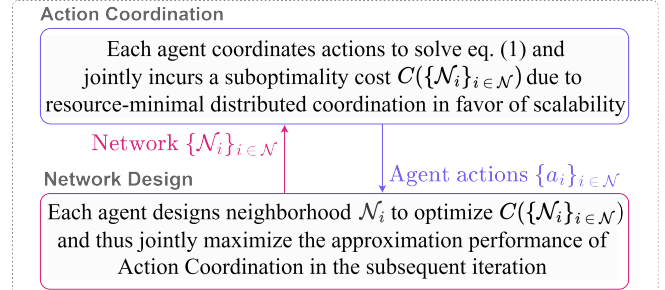 Action Coordination
Each agent coordinates actions to solve eq. (1) and
jointly incurs a suboptimality cost C({𝒩ᵢ}ᵢ∈𝒩) due to
resource-minimal distributed coordination in favor of scalability
Network {𝒩ᵢ}ᵢ∈𝒩
Agent actions {aᵢ}ᵢ∈𝒩
Network Design
Each agent designs neighborhood 𝒩ᵢ to optimize C({𝒩ᵢ}ᵢ∈𝒩)
and thus jointly maximize the approximation performance of
Action Coordination in the subsequent iteration